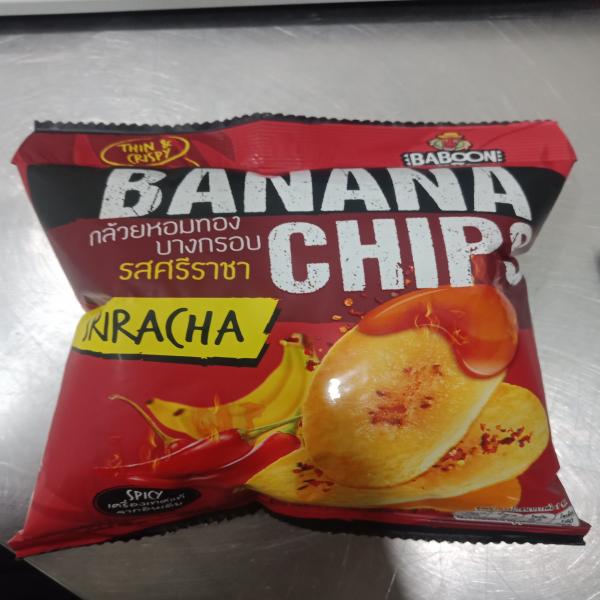 THIN &
CRISPY
BABOON
BANANA
CHIPS
กล้วยหอมทอง
บางกรอบ
รสศรีราชา
SRIRACHA
SPICY